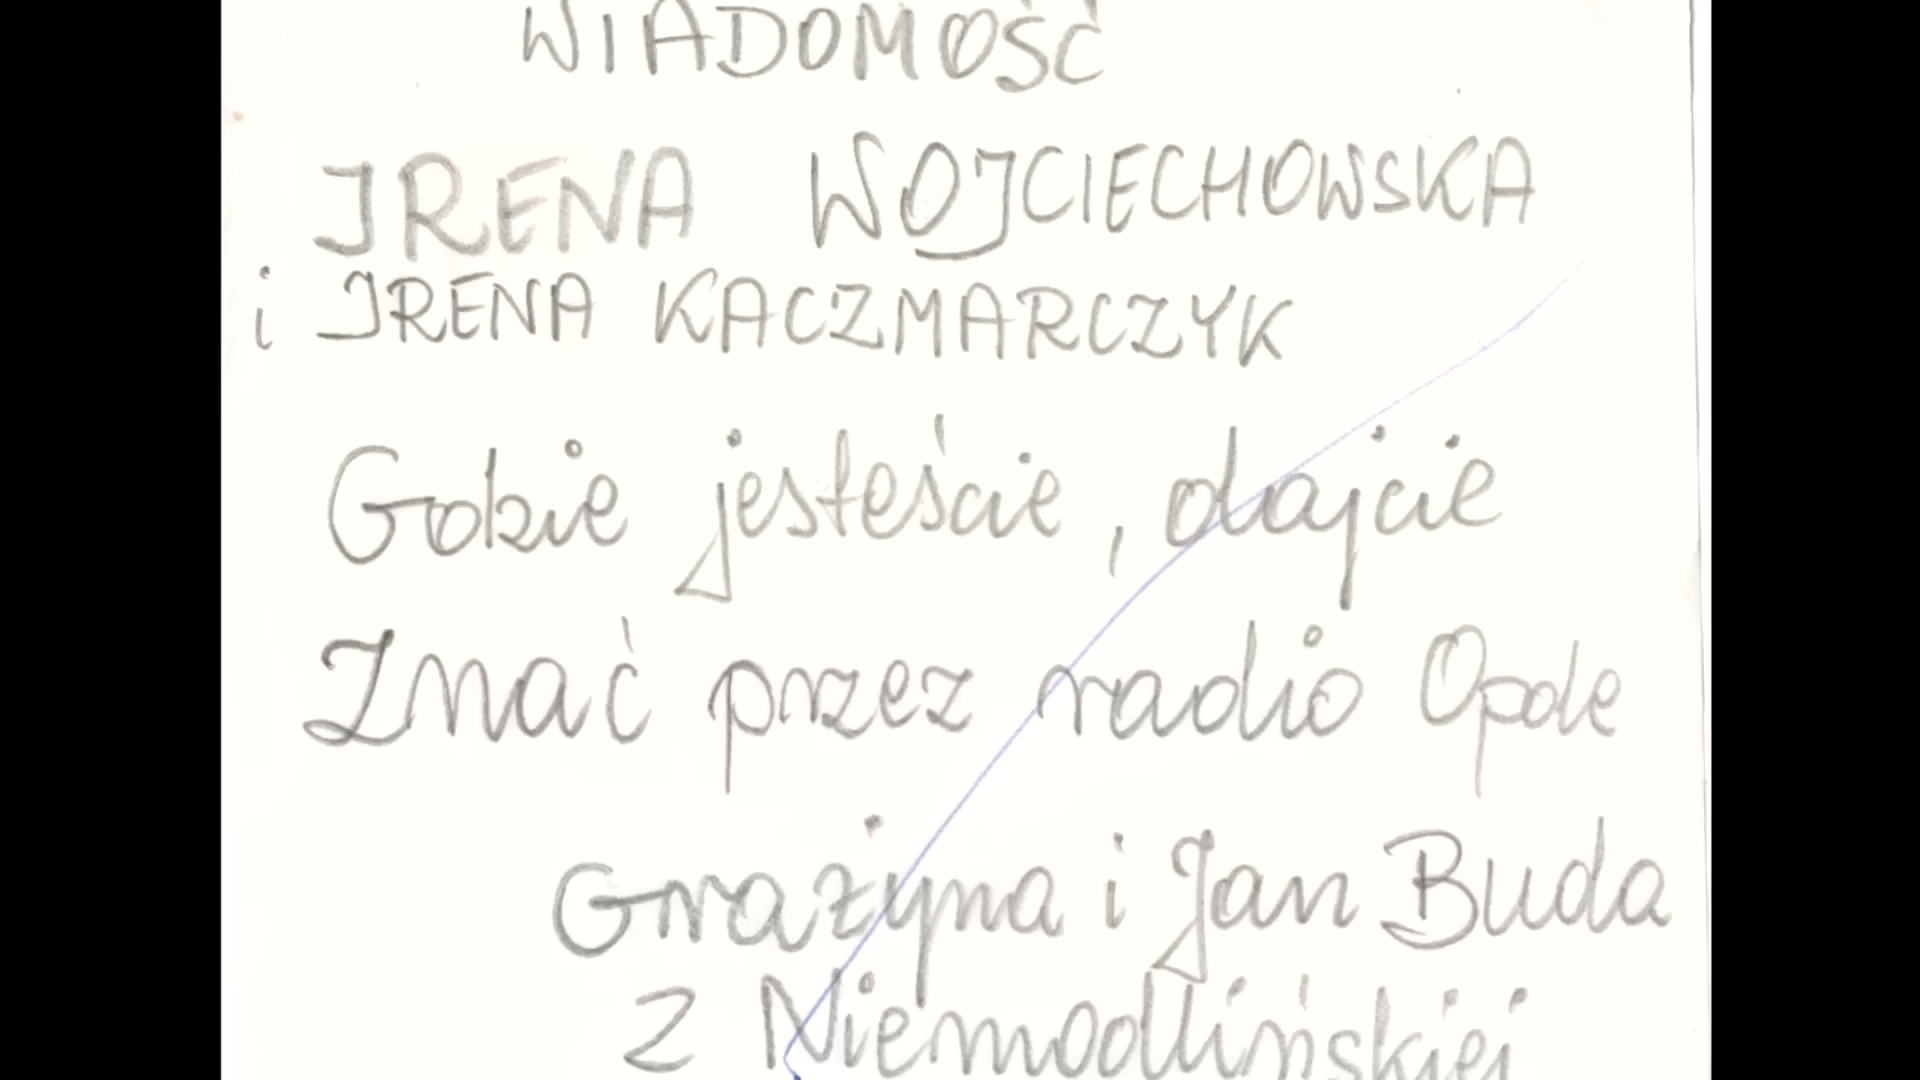 WIADOMOŚĆ
IRENA WOJCIECHOWSKA
i IRENA KACZMARCZYK
Gdzie jesteście, dajcie
Znać przez radio Opole
Grażyna i Jan Buda
Z Niemodlińskiej